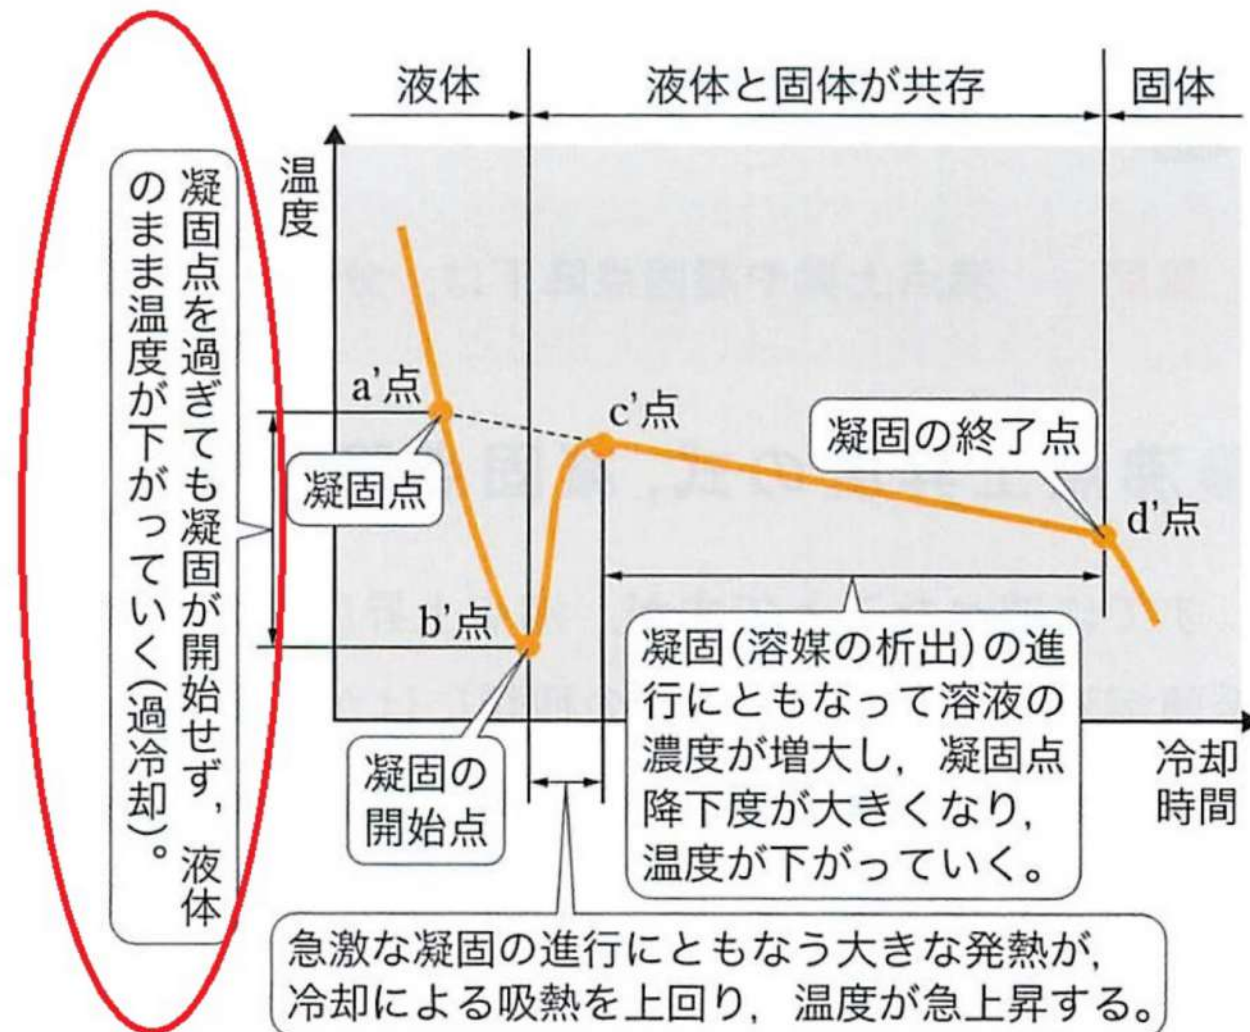 液体
液体と固体が共存
固体
温度
凝固点を過ぎても凝固が開始せず，液体
のまま温度が下がっていく(過冷却)。
a'点
凝固点
c'点
凝固の終了点
d'点
b'点
凝固の
開始点
凝固(溶媒の析出)の進
行にともなって溶液の
濃度が増大し，凝固点
降下度が大きくなり，
温度が下がっていく。
冷却
時間
急激な凝固の進行にともなう大きな発熱が，
冷却による吸熱を上回り，温度が急上昇する。